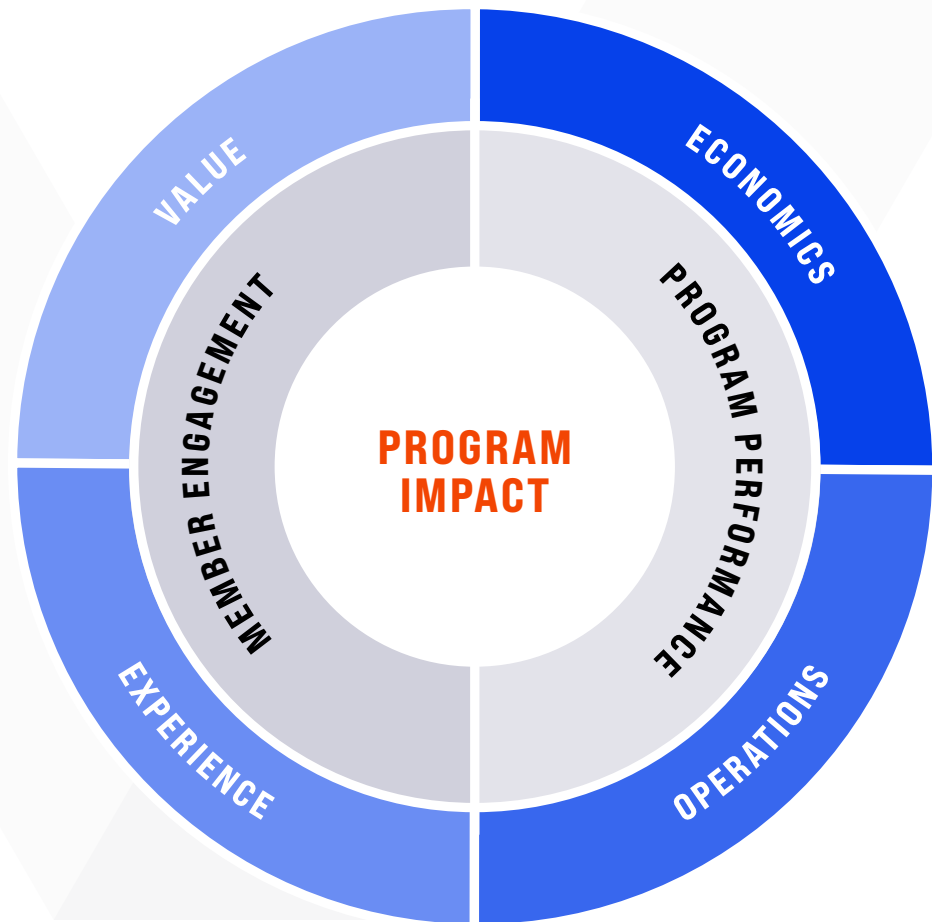 VALUE
ECONOMICS
MEMBER ENGAGEMENT
PROGRAM
IMPACT
PROGRAM PERFORMANCE
EXPERIENCE
OPERATIONS